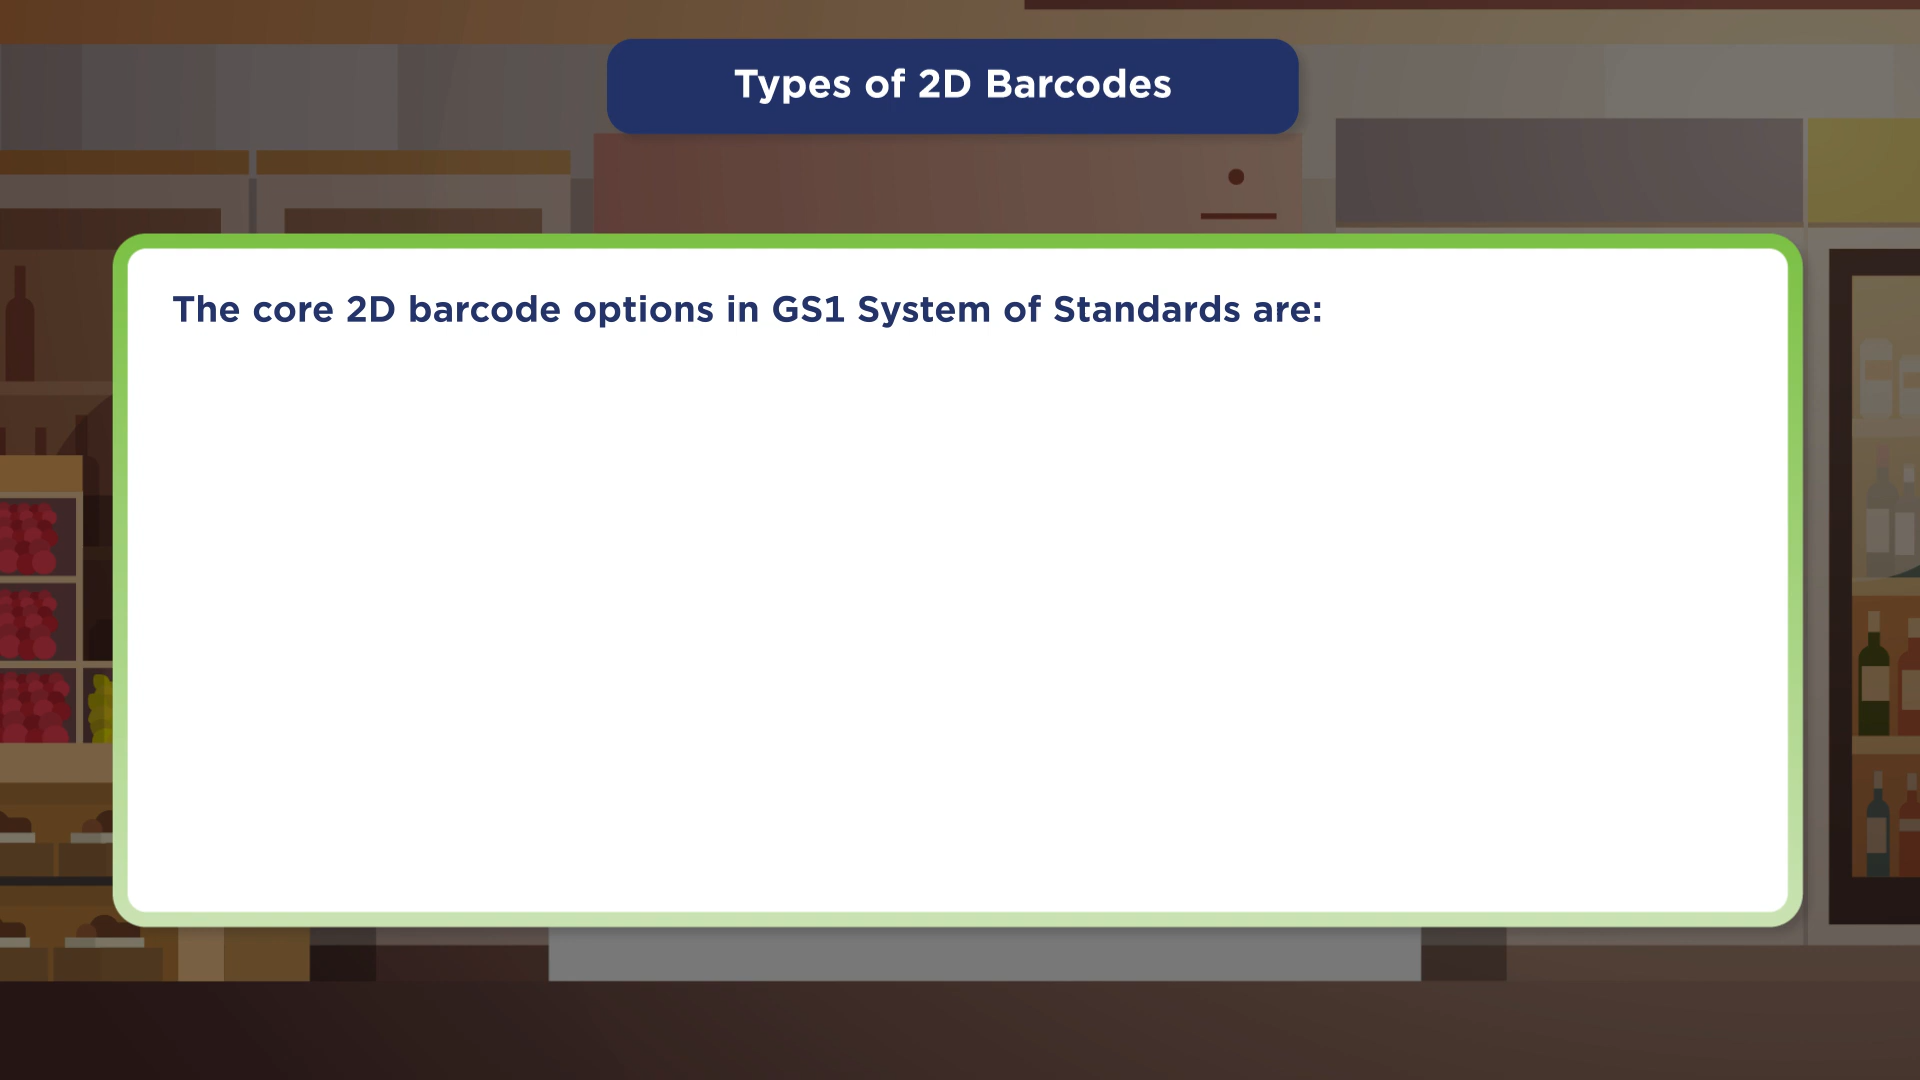 Types of 2D Barcodes
The core 2D barcode options in GS1 System of Standards are: